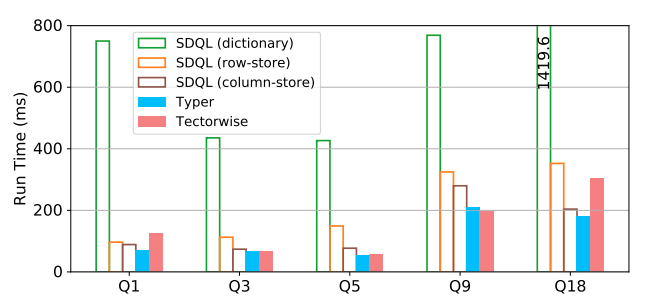 800
600
400
200
0
Run Time (ms)
SDQL (dictionary)
SDQL (row-store)
SDQL (column-store)
Typer
Tectorwise
1419.6
Q1 Q3 Q5 Q9 Q18